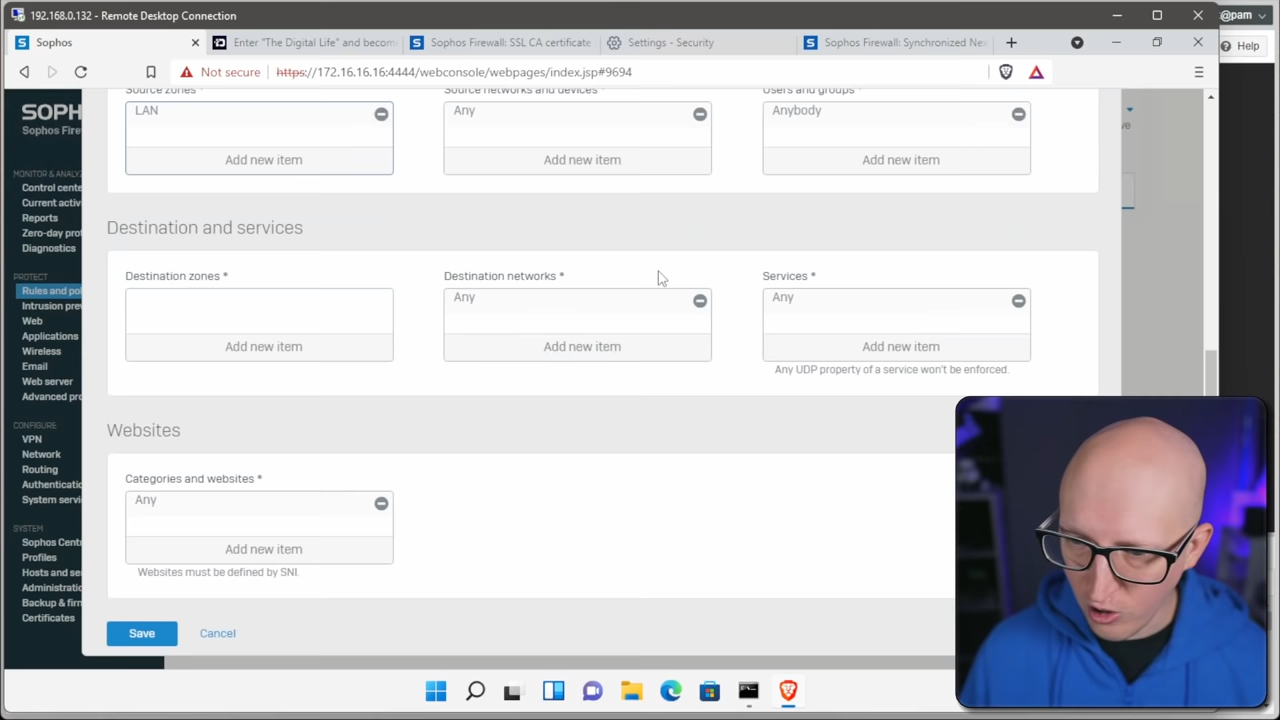 192.168.0.132 - Remote Desktop Connection
@pam
Sophos
Enter "The Digital Life" and becom
Sophos Firewall: SSL CA certificate
Settings - Security
Sophos Firewall: Synchronized Nex
Help
Not secure
https://172.16.16.16:4444/webconsole/webpages/index.jsp#9694
SOPH
Sophos Fire
MONITOR & ANALYZ
Control cente
Current activ
Reports
Zero-day prot
Diagnostics
PROTECT
Rules and pol
Intrusion prev
Web
Applications
Wireless
Email
Web server
Advanced pro
CONFIGURE
VPN
Network
Routing
Authenticatio
System servi
SYSTEM
Sophos Centr
Profiles
Hosts and se
Administratio
Backup & firm
Certificates
Source zones *
LAN
Add new item
Source networks and devices *
Any
Add new item
Users and groups *
Anybody
Add new item
Destination and services
Destination zones *
Add new item
Destination networks *
Any
Add new item
Services *
Any
Add new item
Any UDP property of a service won't be enforced.
Websites
Categories and websites *
Any
Add new item
Websites must be defined by SNI.
Save
Cancel